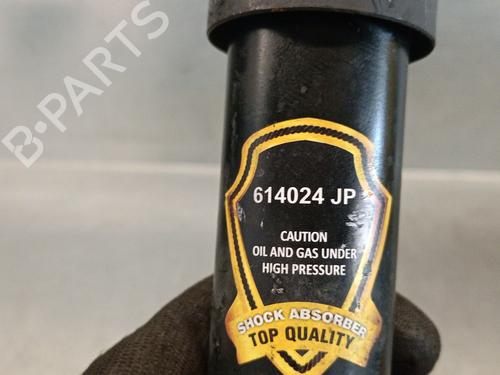 B-PARTS
614024 JP
CAUTION
OIL AND GAS UNDER
HIGH PRESSURE
SHOCK ABSORBER
TOP QUALITY